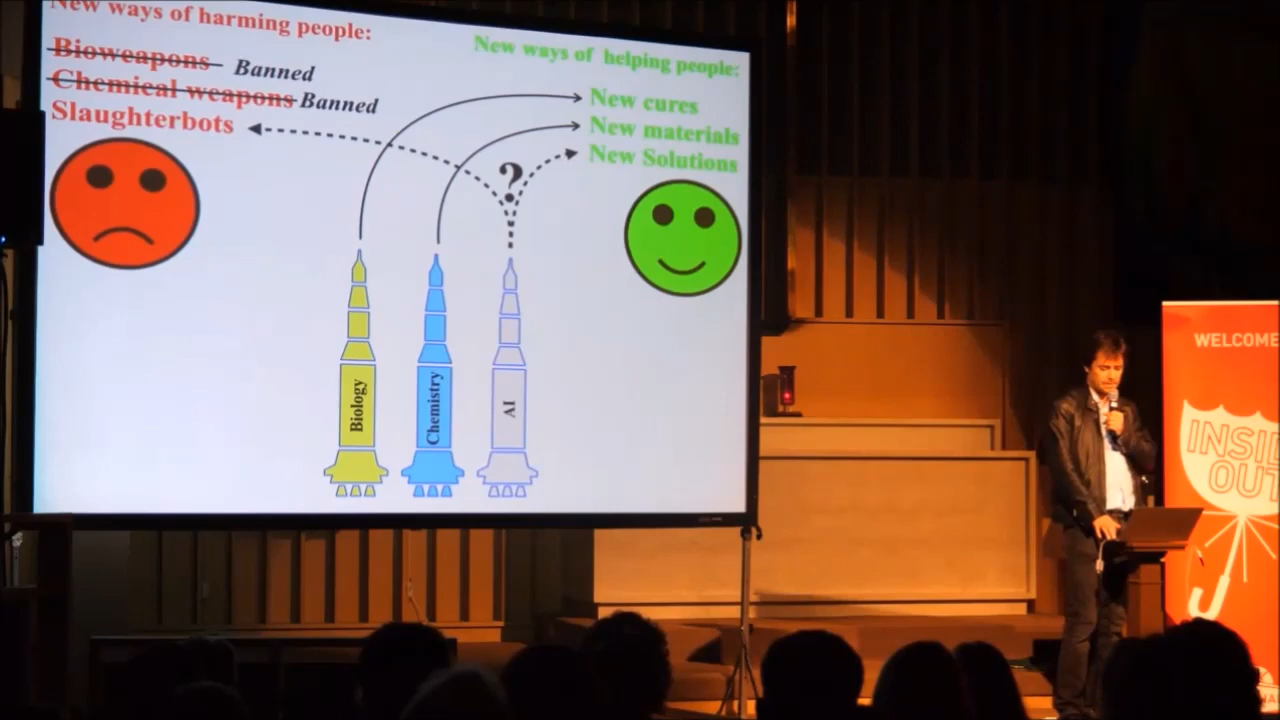 New ways of harming people:
Bioweapons Banned
Chemical weapons Banned
Slaughterbots
New ways of helping people:
New cures
New materials
New Solutions
?
Biology
Chemistry
AI
WELCOME
INSI
OUT